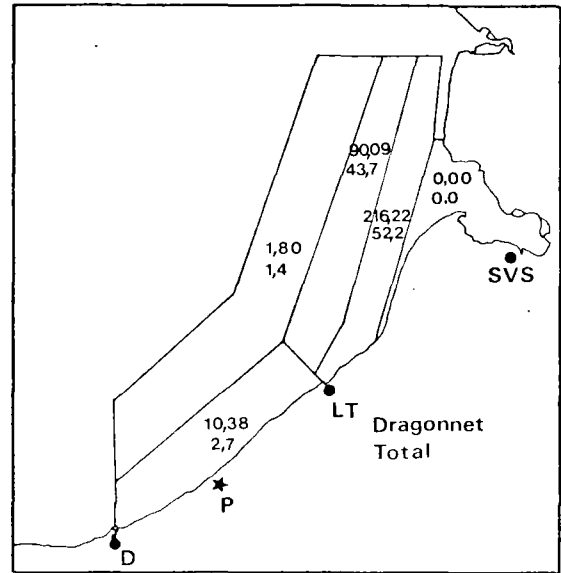 90,09
43,7
0,00
0.0
216,22
52,2
1,80
1,4
SVS
LT
Dragonnet
Total
10,38
2,7
P
D